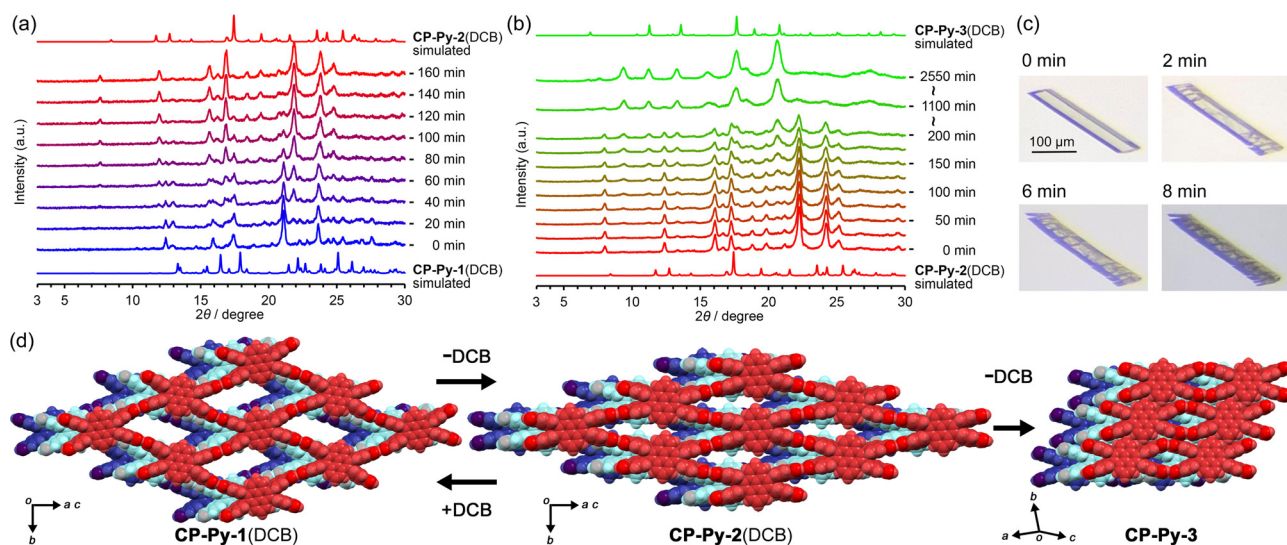 (a)
CP-Py-2(DCB)
simulated
160 min
140 min
120 min
100 min
80 min
60 min
40 min
20 min
0 min
CP-Py-1(DCB)
simulated
Intensity (a.u.)
3 5 10 15 20 25 30
2θ / degree
(b)
CP-Py-3(DCB)
simulated
2550 min
~
1100 min
~
200 min
150 min
100 min
50 min
0 min
CP-Py-2(DCB)
simulated
Intensity (a.u.)
3 5 10 15 20 25 30
2θ / degree
(c)
0 min
2 min
100 μm
6 min
8 min
(d)
−DCB
+DCB
−DCB
o a c
b
CP-Py-1(DCB)
o a c
b
CP-Py-2(DCB)
b
a o c
CP-Py-3